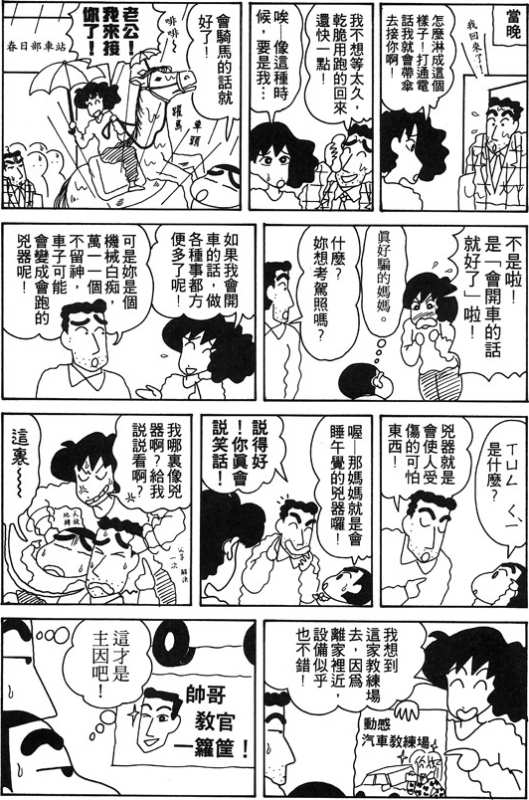 當晚
我回來了！
怎麼淋成這個
樣子！打通電
話我就會帶傘
去接你啊！
我不想等太久，
乾脆用跑的回來
還快一點！
唉—像這種時
候，要是我…
會騎馬的話就
好了！
啡啡～
老公！
我來接
你了！
春日部車站
不是啦！
是「會開車的話
就好了」啦！
真好騙的媽媽。
什麼？
妳想考駕照嗎？
如果我會開
車的話，做
各種事都方
便多了呢！
可是妳是個
機械白痴，
萬一一個
不留神，
車子可能
會變成會跑的
兇器呢！
ㄒㄩㄥ ㄑㄧ
是什麼？
兇器就是
會使人受
傷的可怕
東西！
喔—那媽媽就是會
睡午覺的兇器囉！
說得好
！你真會
說笑話！
我哪裏像兇
器啊？給我
說說看啊？
這裏～
我想到
這家教練場
去，因為
離家裡近，
設備似乎
也不錯！
動感
汽車教練場
帥哥
教官
一籮筐！
這才是
主因吧！